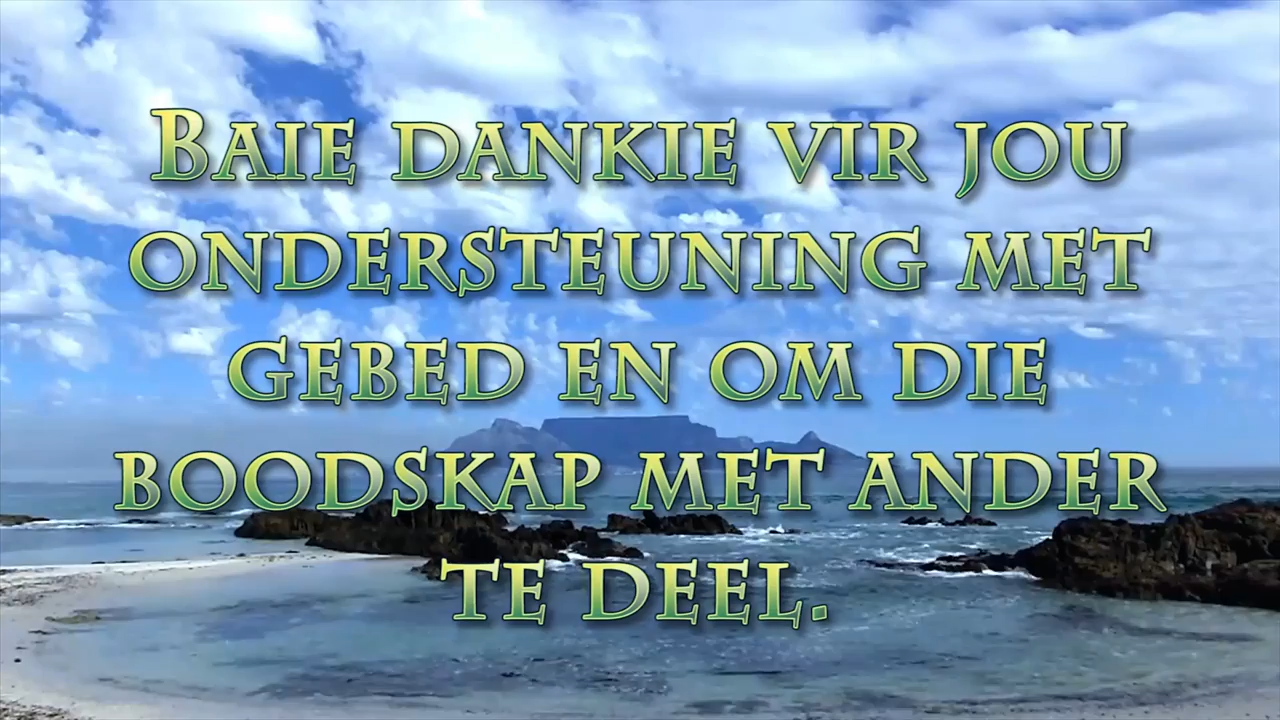 Baie dankie vir jou
ondersteuning met
gebed en om die
boodskap met ander
te deel.